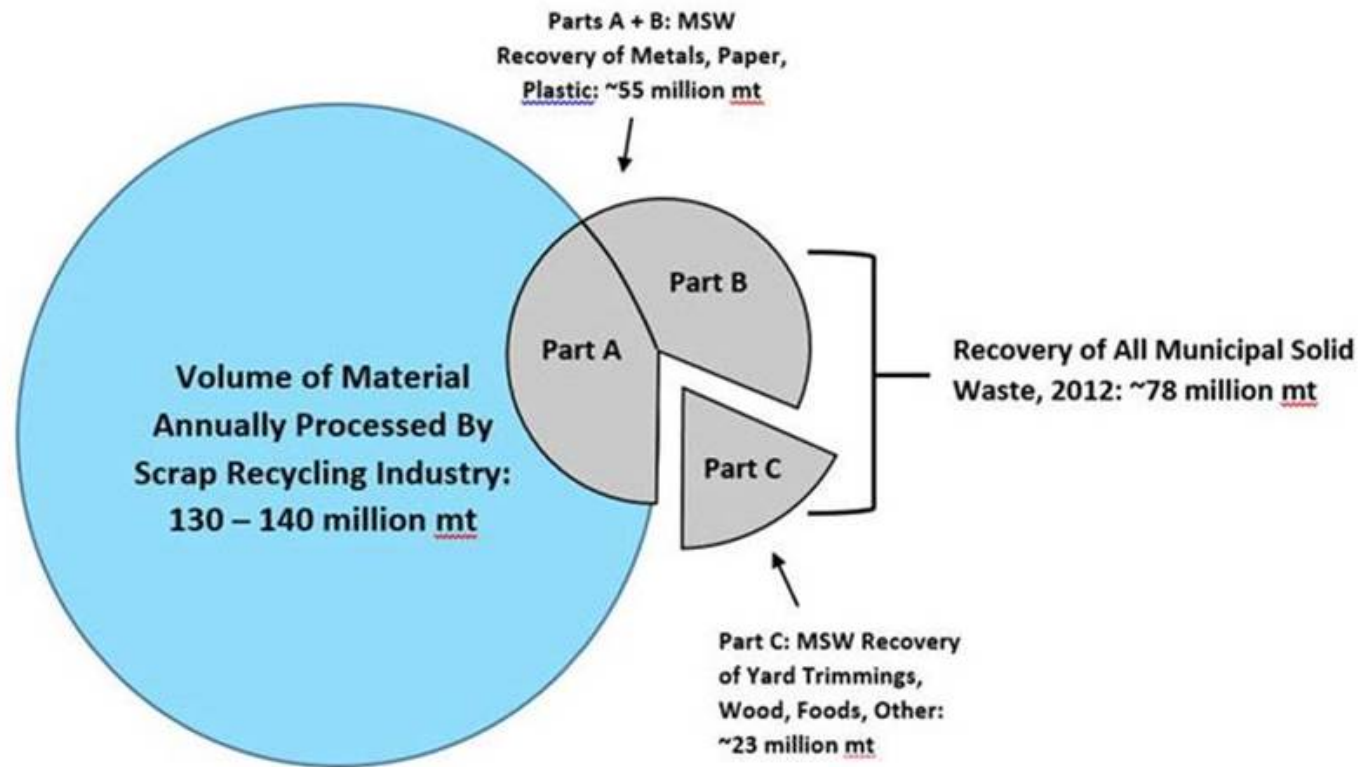 Parts A + B: MSW
Recovery of Metals, Paper,
Plastic: ~55 million mt
Part B
Part A
Volume of Material
Annually Processed By
Scrap Recycling Industry:
130 – 140 million mt
Recovery of All Municipal Solid
Waste, 2012: ~78 million mt
Part C
Part C: MSW Recovery
of Yard Trimmings,
Wood, Foods, Other:
~23 million mt